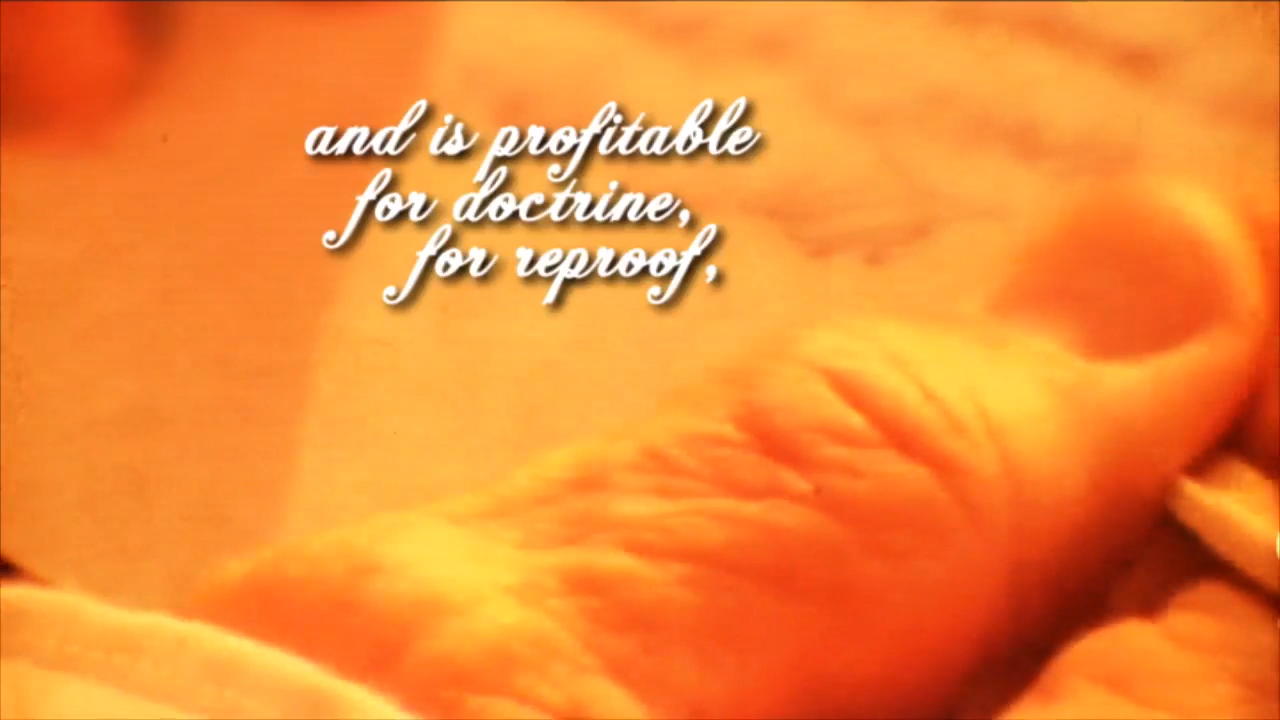 and is profitable
for doctrine,
for reproof,